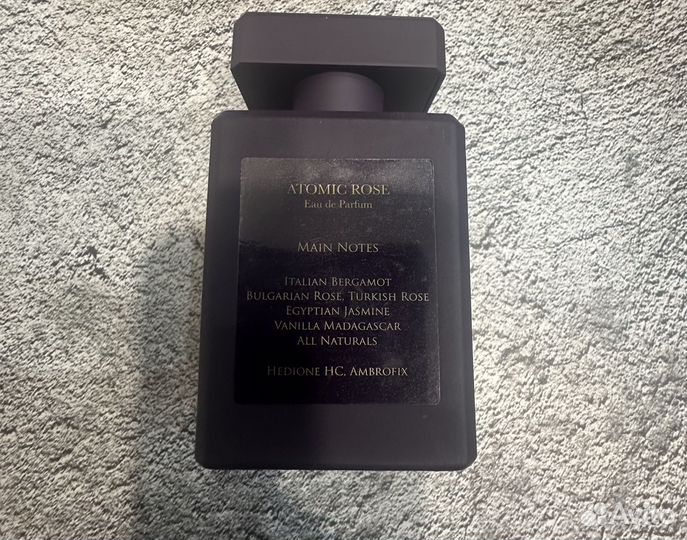 ATOMIC ROSE
Eau de Parfum
MAIN NOTES
ITALIAN BERGAMOT
BULGARIAN ROSE, TURKISH ROSE
EGYPTIAN JASMINE
VANILLA MADAGASCAR
ALL NATURALS
HEDIONE HC, AMBROFIX
Avito